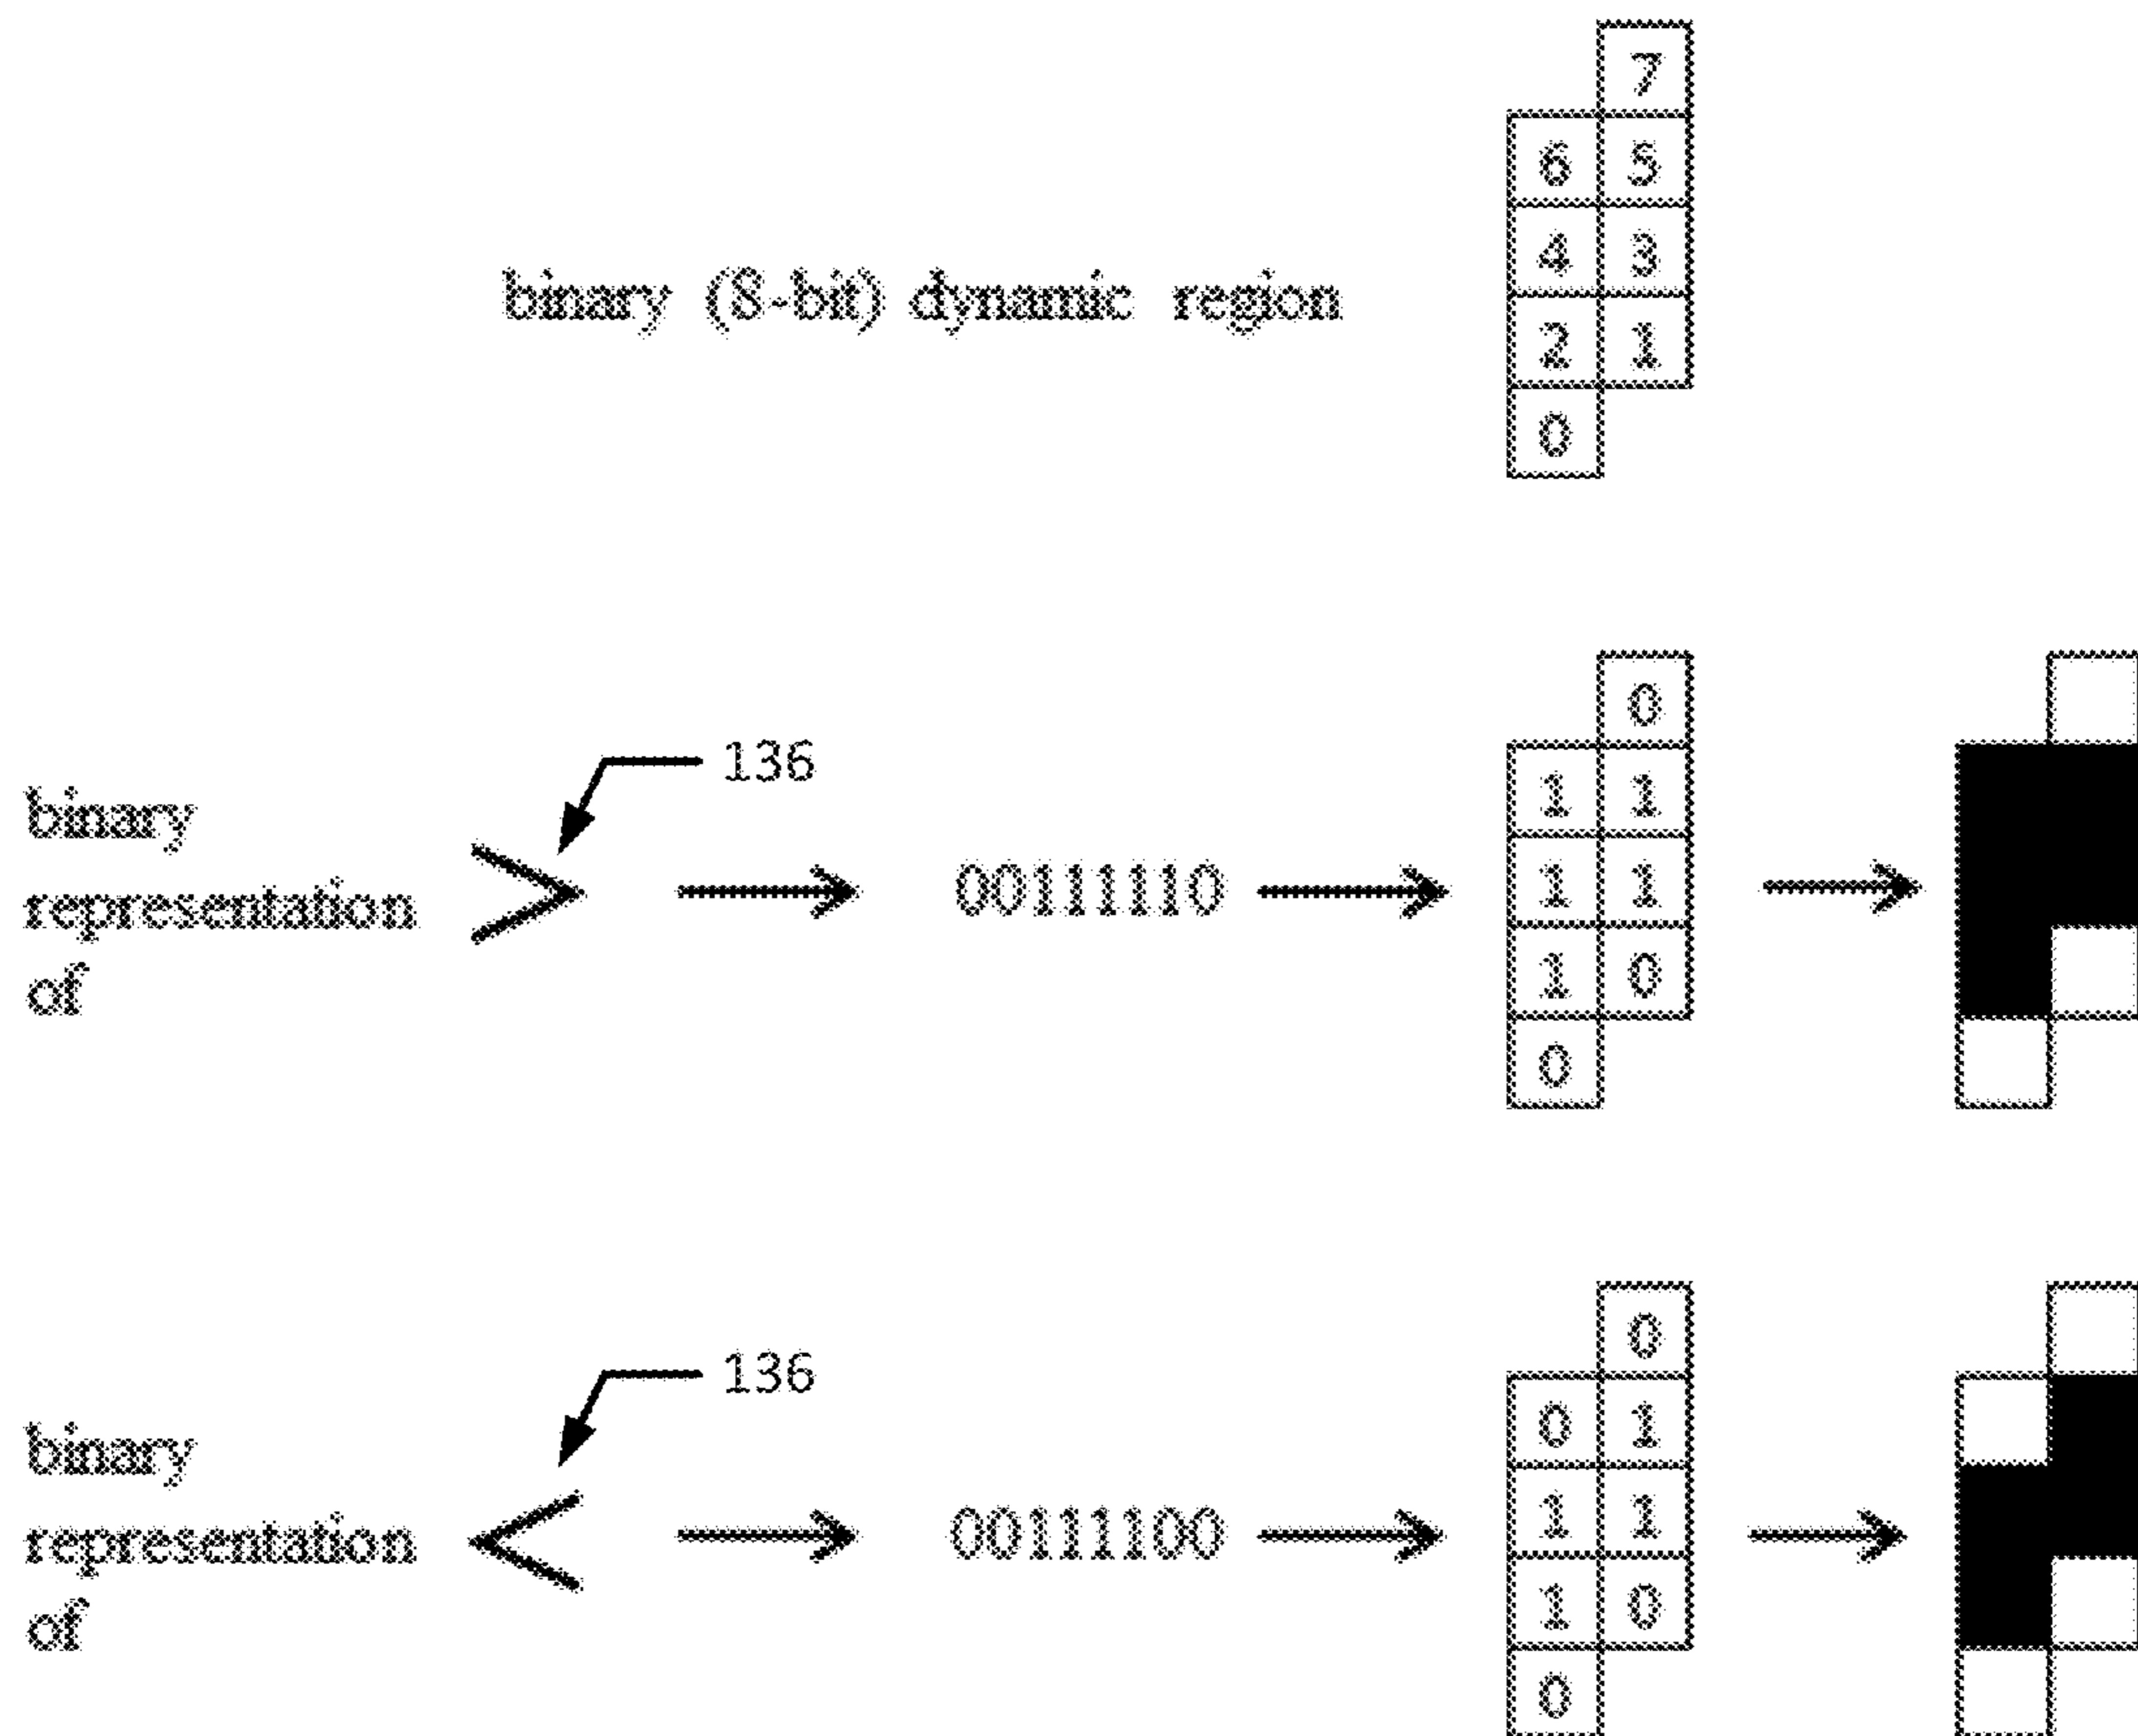 7
6 5
4 3
binary (8-bit) dynamic region
2 1
0
0
136
1 1
binary
representation
of
00111110
1 1
1 0
0
0
136
0 1
binary
representation
of
00111100
1 1
1 0
0